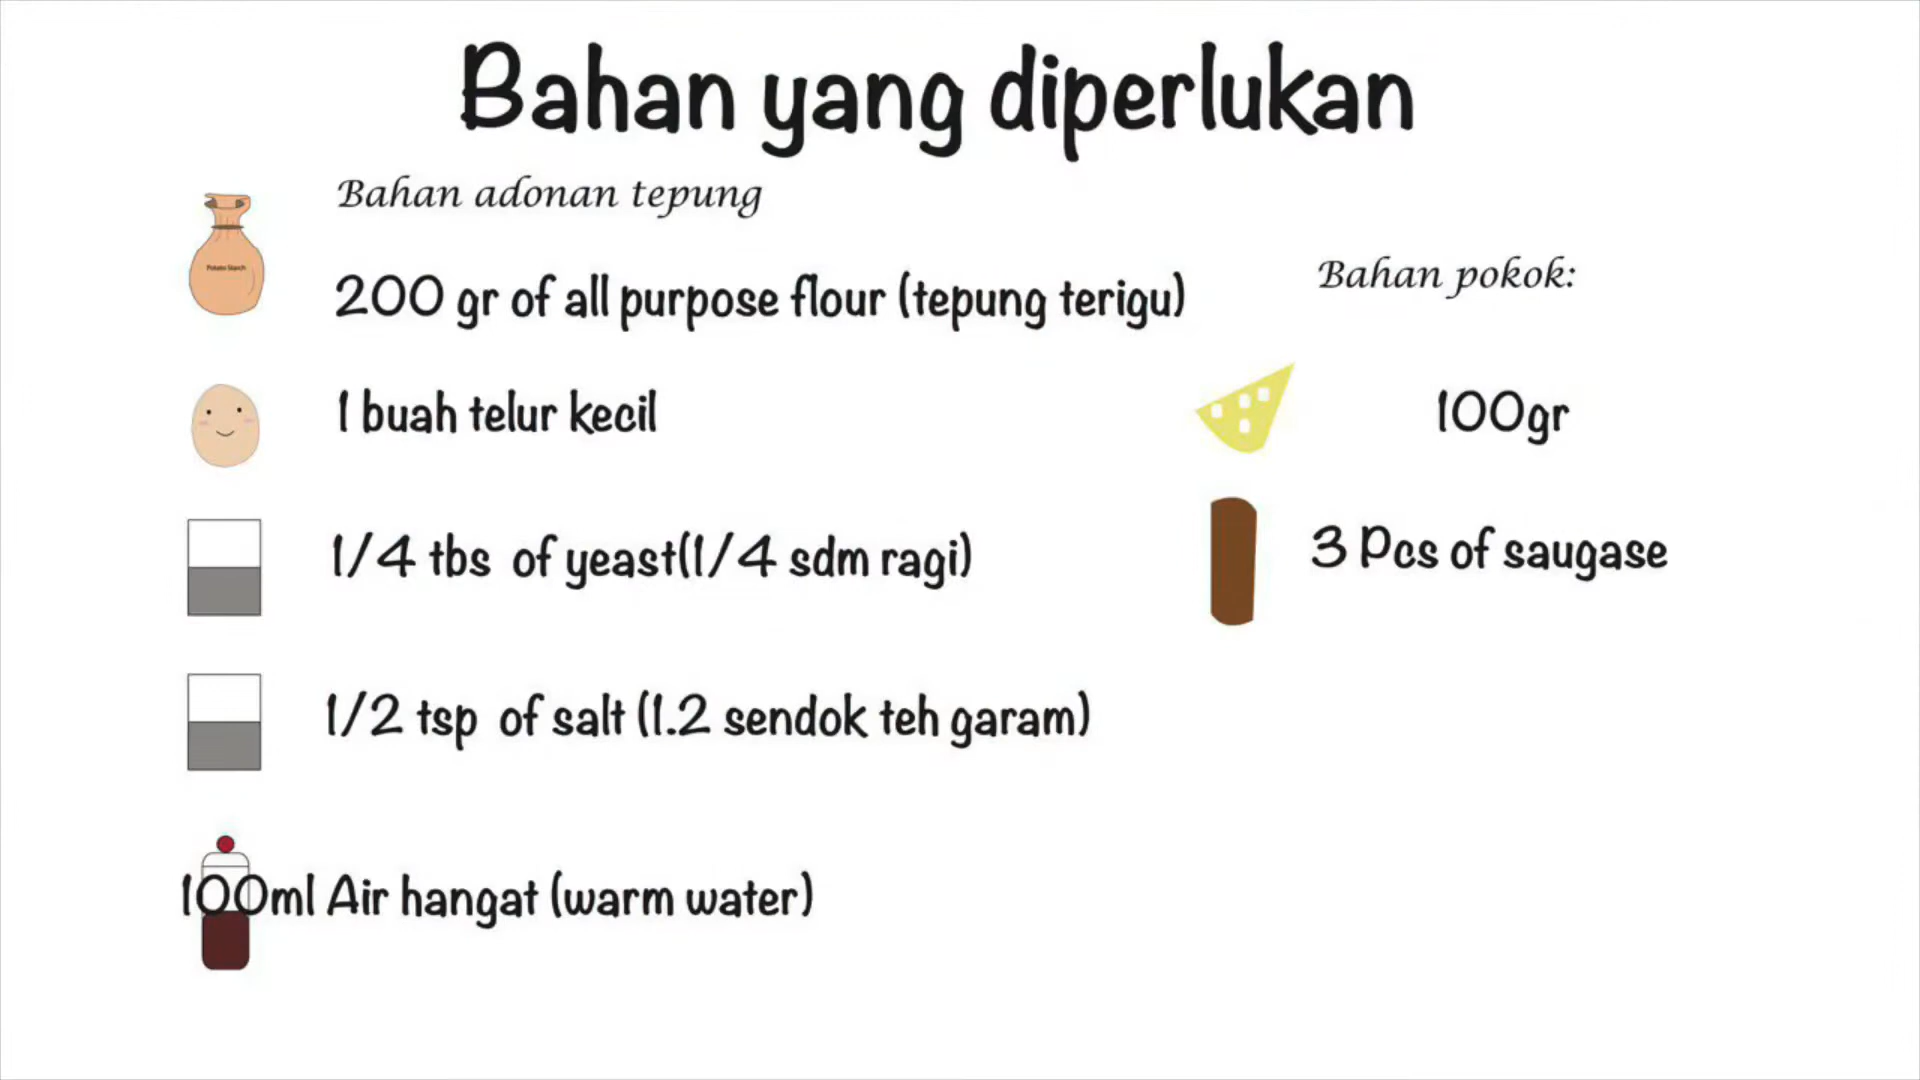 Bahan yang diperlukan
Bahan adonan tepung
Potato Starch
200 gr of all purpose flour (tepung terigu)
1 buah telur kecil
1/4 tbs of yeast(1/4 sdm ragi)
1/2 tsp of salt (1.2 sendok teh garam)
100ml Air hangat (warm water)
Bahan pokok:
100gr
3 Pcs of saugase